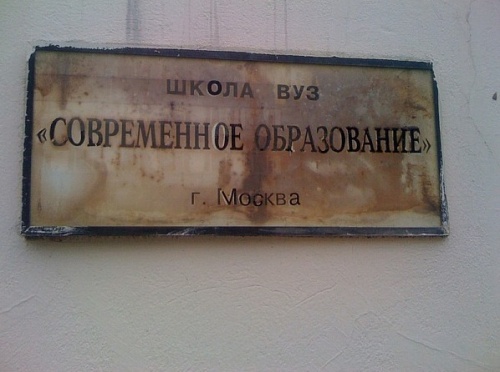 ШКОЛА ВУЗ
«СОВРЕМЕННОЕ ОБРАЗОВАНИЕ»
г. Москва